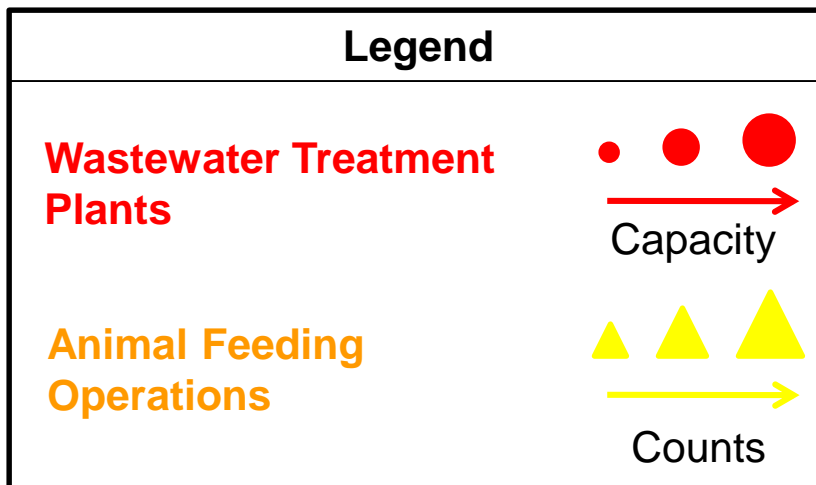 Legend
Wastewater Treatment
Plants
Capacity
Animal Feeding
Operations
Counts